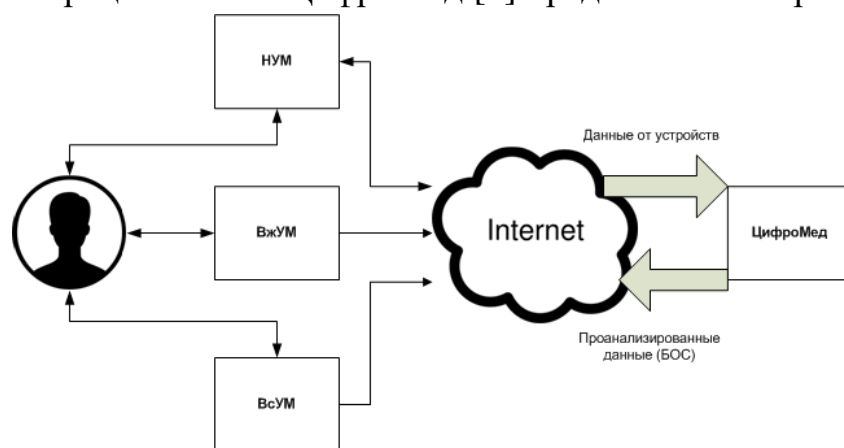 НУМ
Данные от устройств
ВжУМ
Internet
ЦифроМед
Проанализированные
данные (БОС)
ВсУМ